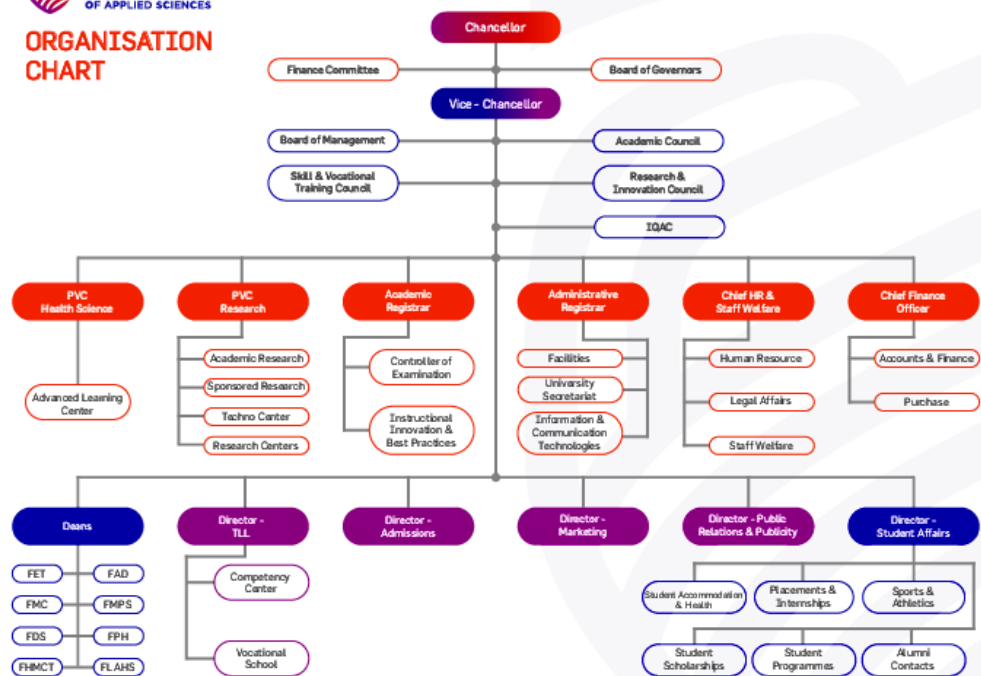 OF APPLIED SCIENCES
ORGANISATION
CHART
Chancellor
Finance Committee
Board of Governors
Vice - Chancellor
Board of Management
Academic Council
Skill & Vocational
Training Council
Research &
Innovation Council
IQAC
PVC
Health Science
PVC
Research
Academic
Registrar
Administrative
Registrar
Chief HR &
Staff Welfare
Chief Finance
Officer
Advanced Learning
Center
Academic Research
Sponsored Research
Techno Center
Research Centers
Controller of
Examination
Instructional
Innovation &
Best Practices
Facilities
University
Secretariat
Information &
Communication
Technologies
Human Resource
Legal Affairs
Staff Welfare
Accounts & Finance
Purchase
Deans
Director -
TLL
Director -
Admissions
Director -
Marketing
Director - Public
Relations & Publicity
Director -
Student Affairs
FET
FAD
FMC
FMPS
FDS
FPH
FHMCT
FLAHS
Competency
Center
Vocational
School
Student Accommodation
& Health
Placements &
Internships
Sports &
Athletics
Student
Scholarships
Student
Programmes
Alumni
Contacts